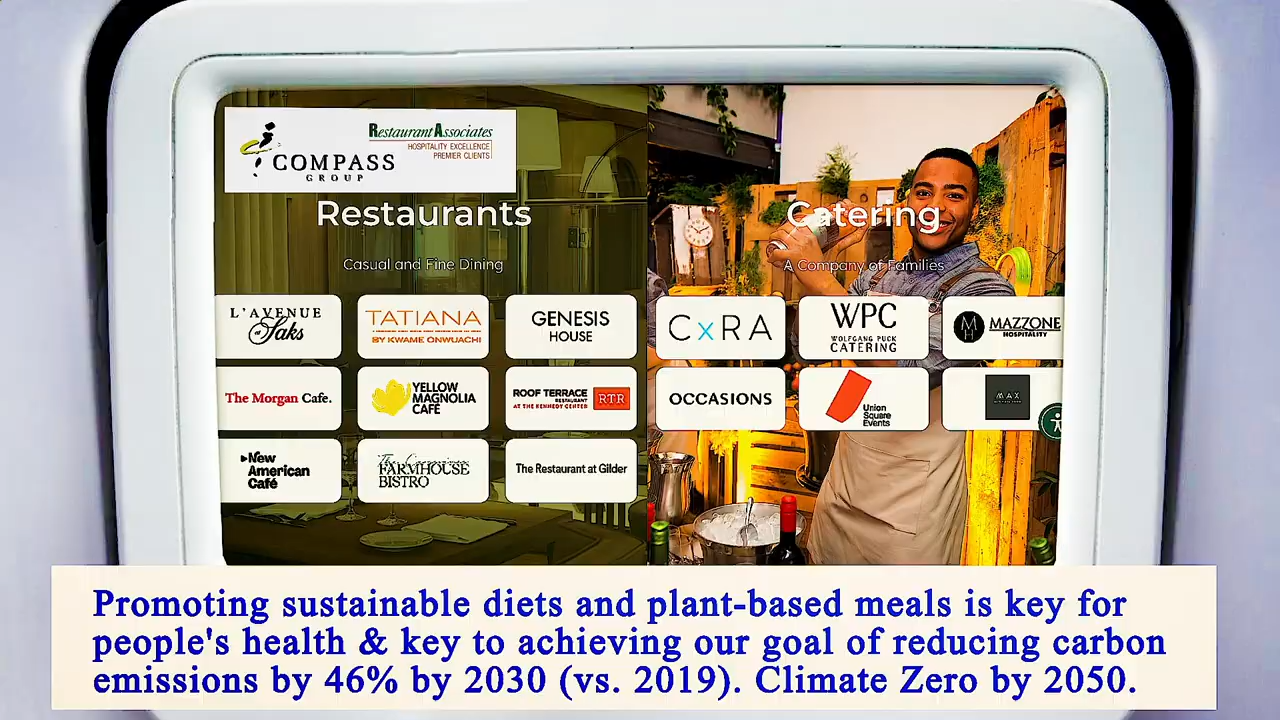 COMPASS
GROUP
Restaurant Associates
HOSPITALITY EXCELLENCE
PREMIER CLIENTS
Restaurants
Casual and Fine Dining
L'AVENUE
Saks
TATIANA
BY KWAME ONWUACHI
GENESIS
HOUSE
The Morgan Cafe.
YELLOW
MAGNOLIA
CAFÉ
ROOF TERRACE
RESTAURANT
AT THE KENNEDY CENTER
RTR
New
American
Café
FARMHOUSE
BISTRO
The Restaurant at Gilder
Catering
A Company of Families
CxRA
WPC
WOLFGANG PUCK
CATERING
MH
MAZZONE
HOSPITALITY
OCCASIONS
Union
Square
Events
MAX
Promoting sustainable diets and plant-based meals is key for
people's health & key to achieving our goal of reducing carbon
emissions by 46% by 2030 (vs. 2019). Climate Zero by 2050.